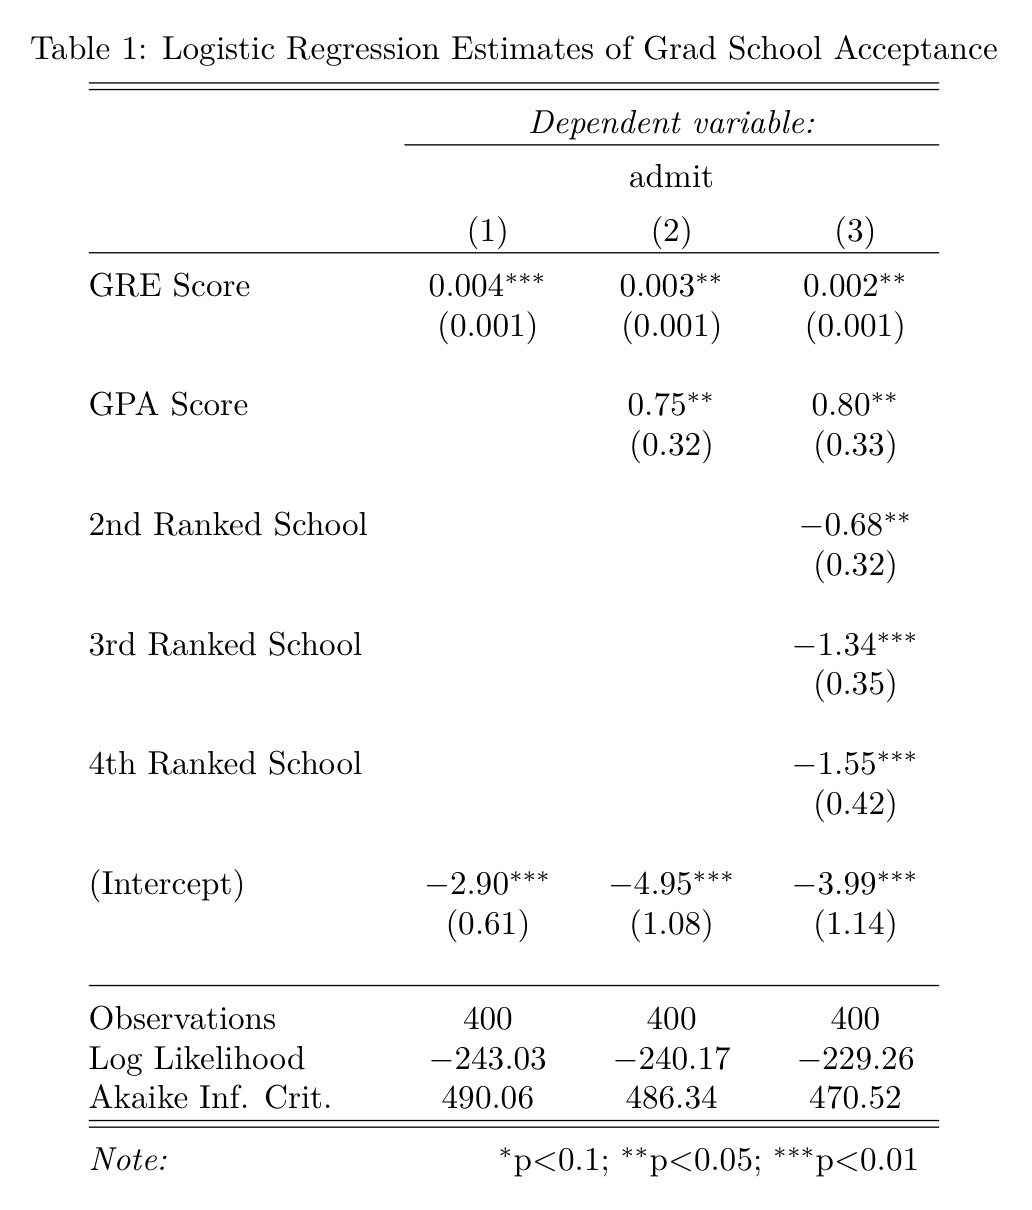 Table 1: Logistic Regression Estimates of Grad School Acceptance
Dependent variable:
admit
(1) (2) (3)
GRE Score 0.004*** 0.003** 0.002**
(0.001) (0.001) (0.001)
GPA Score 0.75** 0.80**
(0.32) (0.33)
2nd Ranked School −0.68**
(0.32)
3rd Ranked School −1.34***
(0.35)
4th Ranked School −1.55***
(0.42)
(Intercept) −2.90*** −4.95*** −3.99***
(0.61) (1.08) (1.14)
Observations 400 400 400
Log Likelihood −243.03 −240.17 −229.26
Akaike Inf. Crit. 490.06 486.34 470.52
Note: *p<0.1; **p<0.05; ***p<0.01